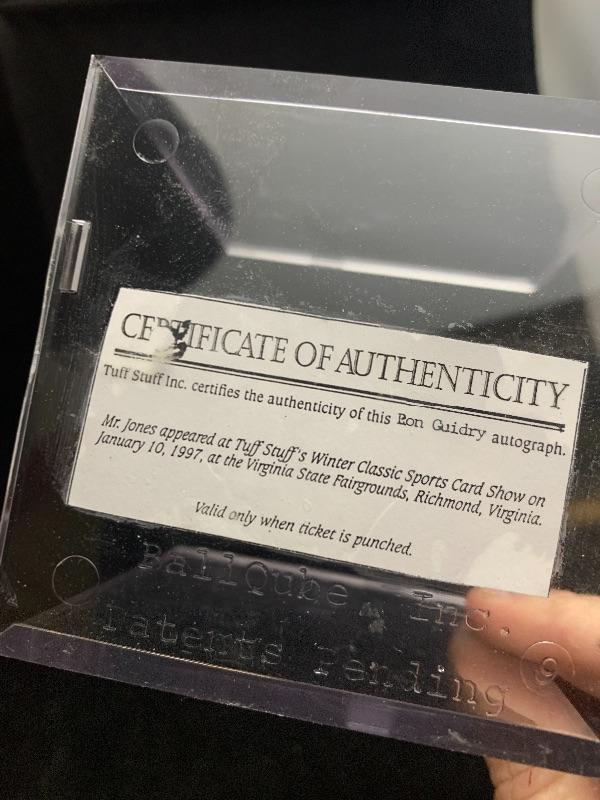 CERTIFICATE OF AUTHENTICITY
Tuff Stuff Inc. certifies the authenticity of this Ron Guidry autograph.
Mr. Jones appeared at Tuff Stuff's Winter Classic Sports Card Show on
January 10, 1997, at the Virginia State Fairgrounds, Richmond, Virginia.
Valid only when ticket is punched.
BallQube, Inc.
Patents Pending
9